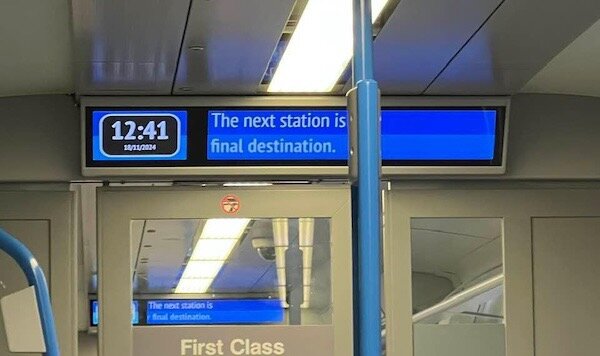 12:41
18/11/2024
The next station is
final destination.
The next station is
final destination.
First Class